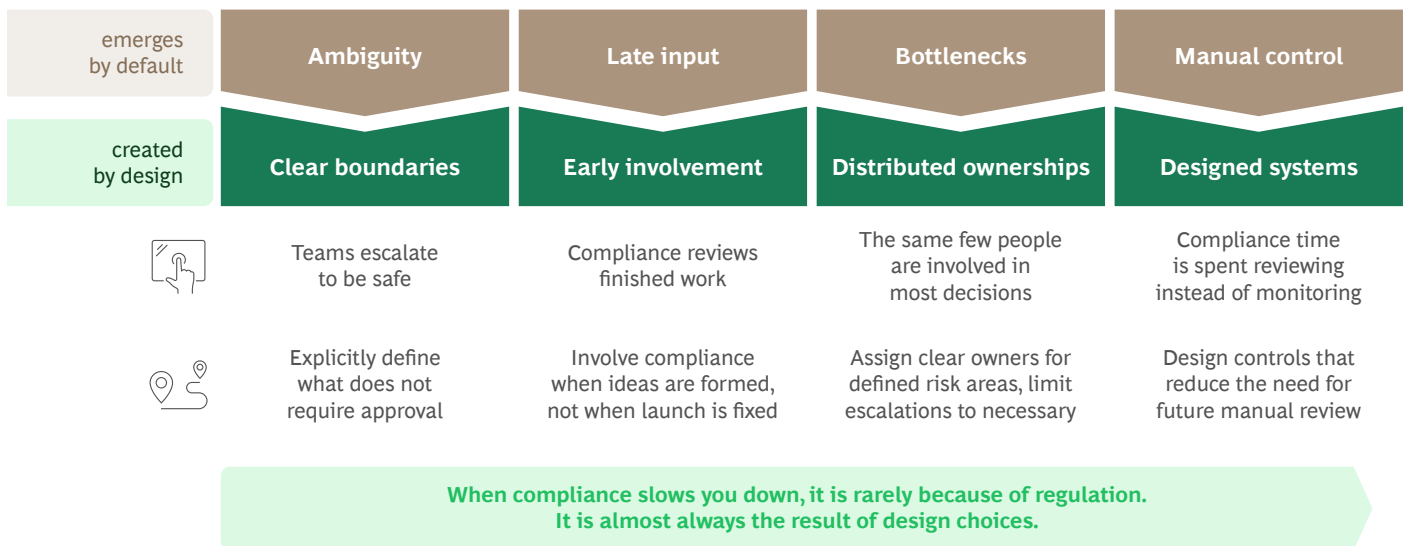 emerges
by default
Ambiguity
Late input
Bottlenecks
Manual control
created
by design
Clear boundaries
Early involvement
Distributed ownerships
Designed systems
Teams escalate
to be safe
Compliance reviews
finished work
The same few people
are involved in
most decisions
Compliance time
is spent reviewing
instead of monitoring
Explicitly define
what does not
require approval
Involve compliance
when ideas are formed,
not when launch is fixed
Assign clear owners for
defined risk areas, limit
escalations to necessary
Design controls that
reduce the need for
future manual review
When compliance slows you down, it is rarely because of regulation.
It is almost always the result of design choices.